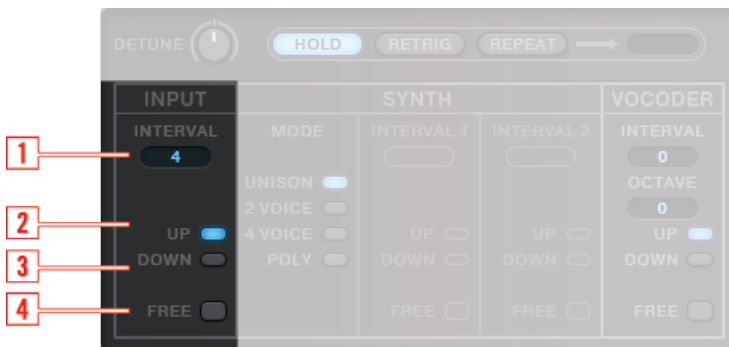 DETUNE HOLD RETRIG REPEAT
INPUT SYNTH VOCODER
1 INTERVAL MODE INTERVAL 1 INTERVAL 2 INTERVAL
4 0
UNISON OCTAVE
2 VOICE 0
2 UP 4 VOICE UP UP UP
3 DOWN POLY DOWN DOWN DOWN
4 FREE FREE FREE FREE